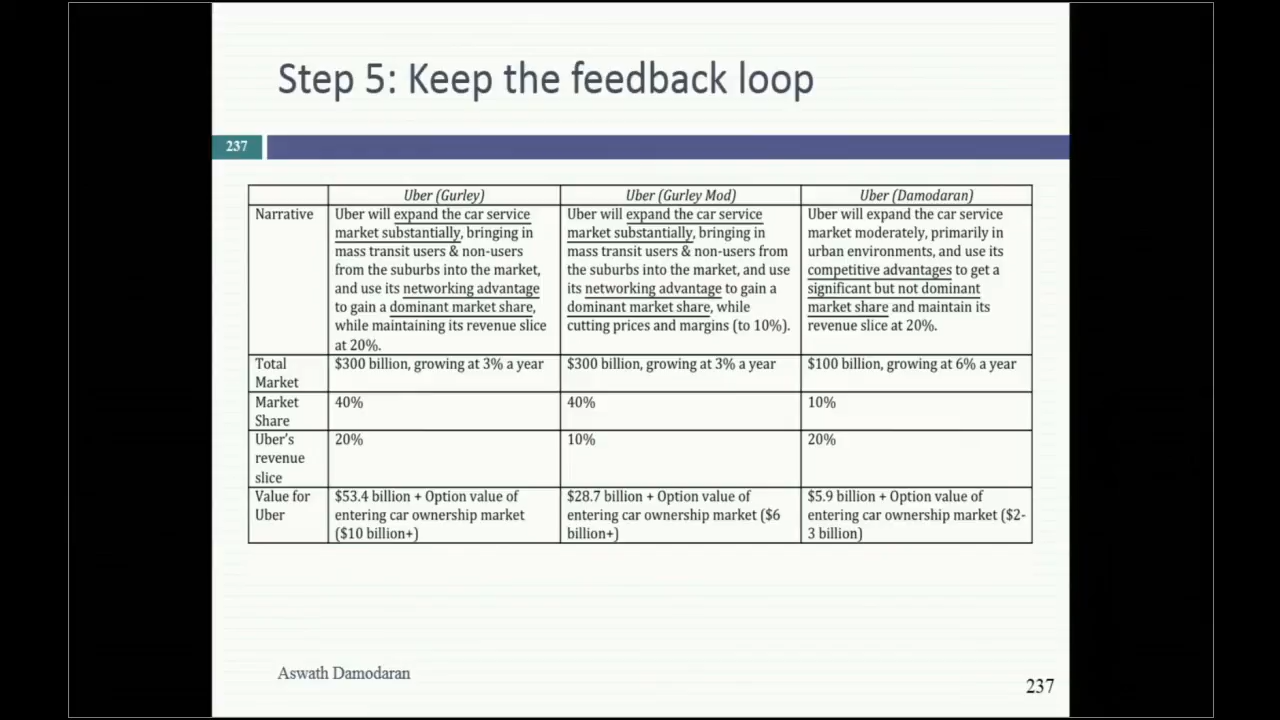 Step 5: Keep the feedback loop
237
Uber (Gurley)
Uber (Gurley Mod)
Uber (Damodaran)
Narrative
Uber will expand the car service
market substantially, bringing in
mass transit users & non-users
from the suburbs into the market,
and use its networking advantage
to gain a dominant market share,
while maintaining its revenue slice
at 20%.
Uber will expand the car service
market substantially, bringing in
mass transit users & non-users from
the suburbs into the market, and use
its networking advantage to gain a
dominant market share, while
cutting prices and margins (to 10%).
Uber will expand the car service
market moderately, primarily in
urban environments, and use its
competitive advantages to get a
significant but not dominant
market share and maintain its
revenue slice at 20%.
Total
Market
$300 billion, growing at 3% a year
$300 billion, growing at 3% a year
$100 billion, growing at 6% a year
Market
Share
40%
40%
10%
Uber's
revenue
slice
20%
10%
20%
Value for
Uber
$53.4 billion + Option value of
entering car ownership market
($10 billion+)
$28.7 billion + Option value of
entering car ownership market ($6
billion+)
$5.9 billion + Option value of
entering car ownership market ($2-
3 billion)
Aswath Damodaran
237